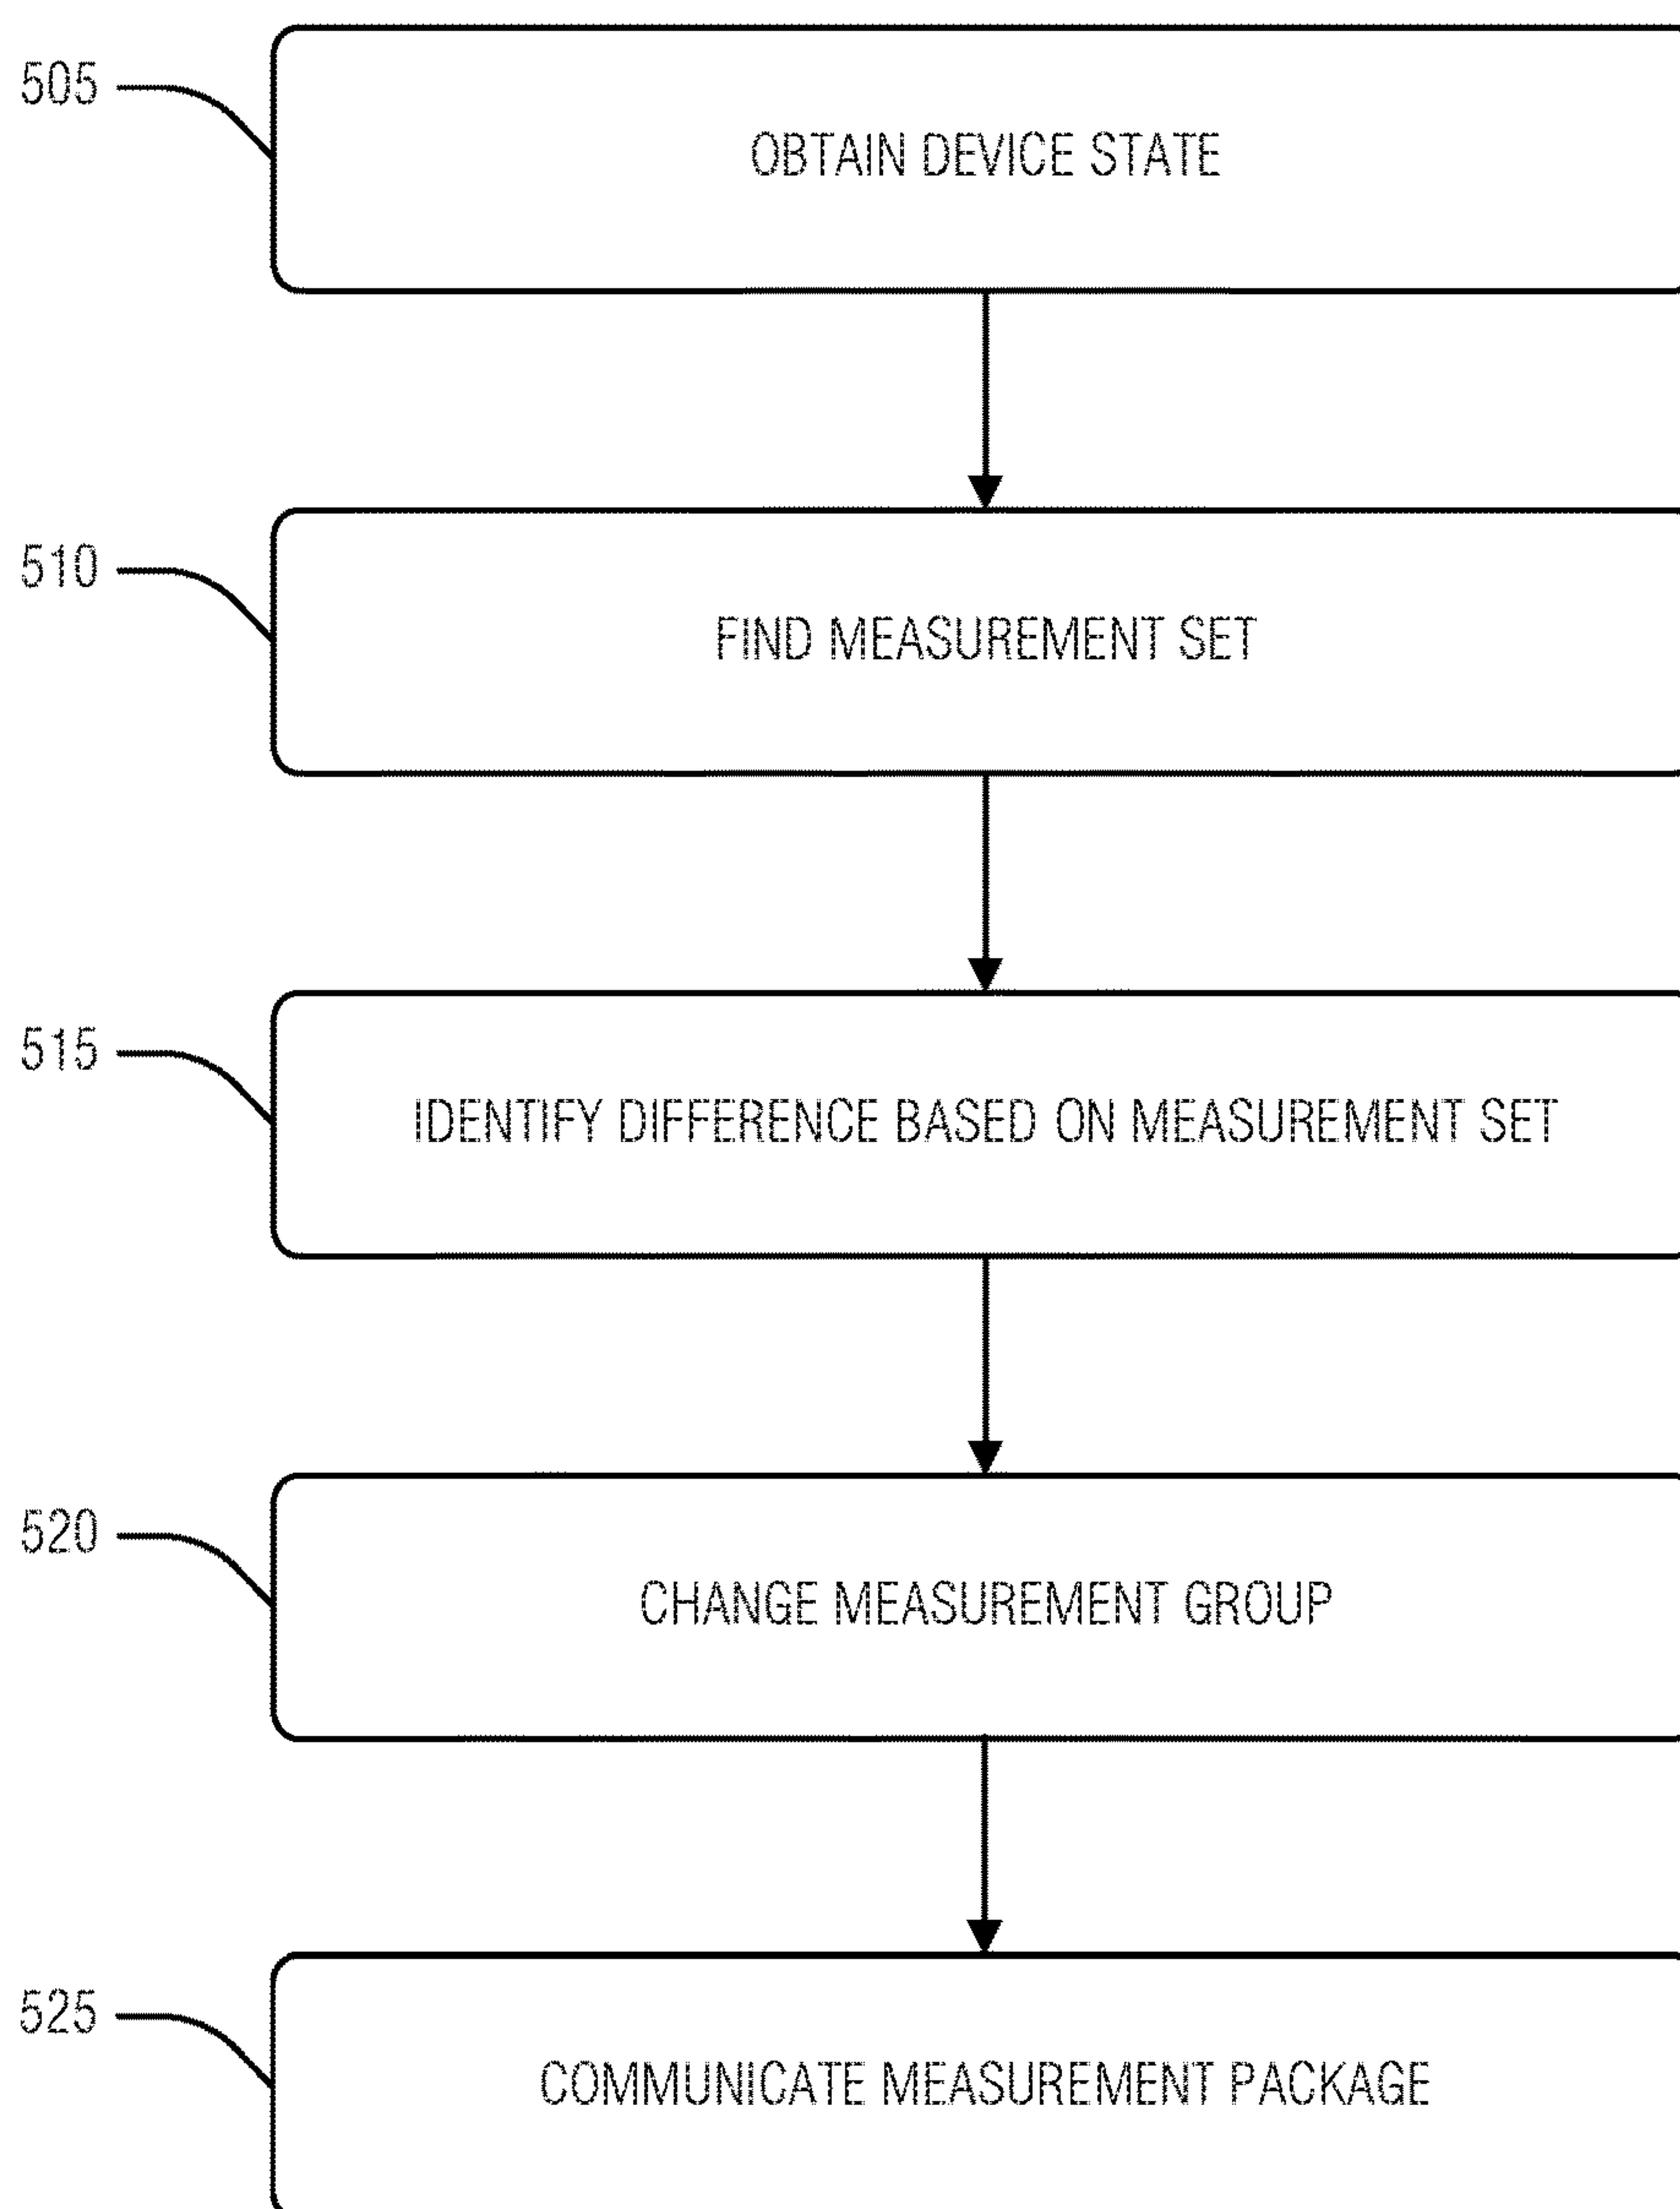 505
OBTAIN DEVICE STATE
510
FIND MEASUREMENT SET
515
IDENTIFY DIFFERENCE BASED ON MEASUREMENT SET
520
CHANGE MEASUREMENT GROUP
525
COMMUNICATE MEASUREMENT PACKAGE